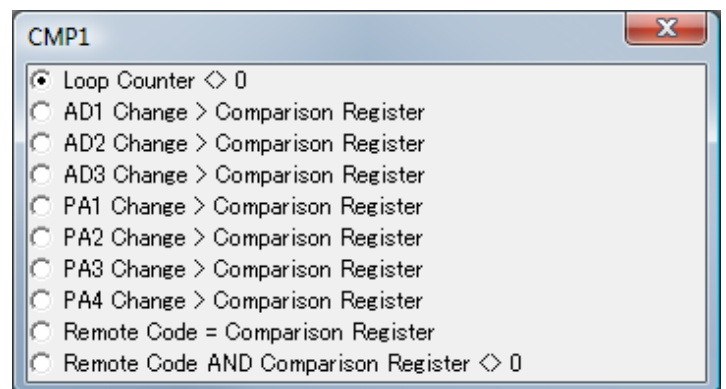 CMP1
Loop Counter <> 0
AD1 Change > Comparison Register
AD2 Change > Comparison Register
AD3 Change > Comparison Register
PA1 Change > Comparison Register
PA2 Change > Comparison Register
PA3 Change > Comparison Register
PA4 Change > Comparison Register
Remote Code = Comparison Register
Remote Code AND Comparison Register <> 0